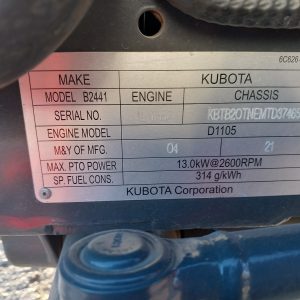 6C626
MAKE KUBOTA
MODEL B2441 ENGINE CHASSIS
SERIAL NO.
ENGINE MODEL D1105
M&Y OF MFG. 04 21
MAX. PTO POWER 13.0kW@2600RPM
SP. FUEL CONS. 314 g/kWh
KUBOTA Corporation